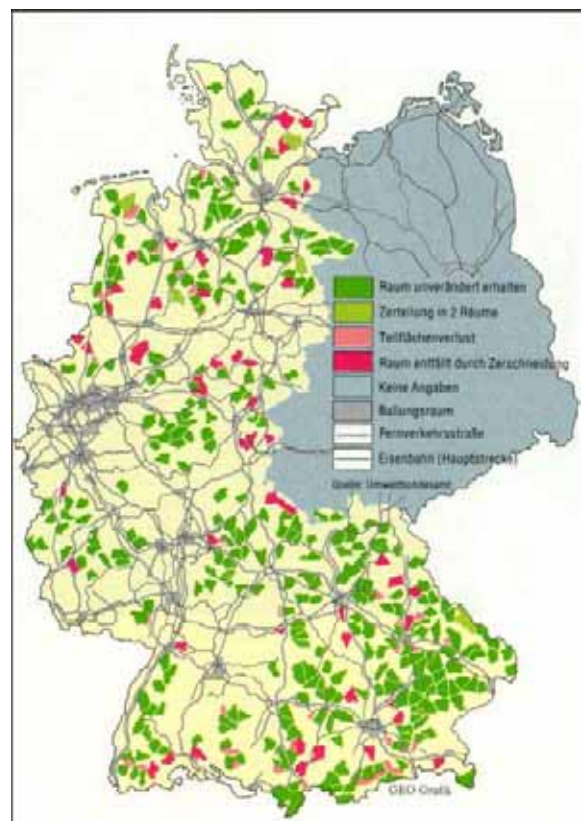 Raum unverändert erhalten
Zerteilung in 2 Räume
Teilflächenverlust
Raum entfällt durch Zerschneidung
Keine Angaben
Ballungsraum
Fernverkehrsstraße
Eisenbahn (Hauptstrecke)
Quelle: Umweltbundesamt
GEO Grafik